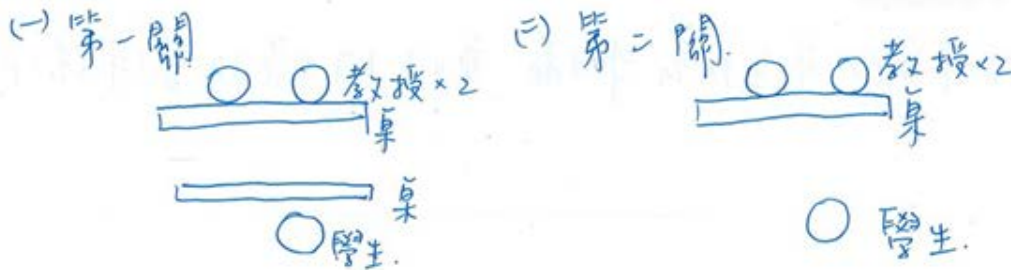 (一) 第一關
教授×2
桌
桌
學生.
(二) 第二關.
教授×2
桌
學生.